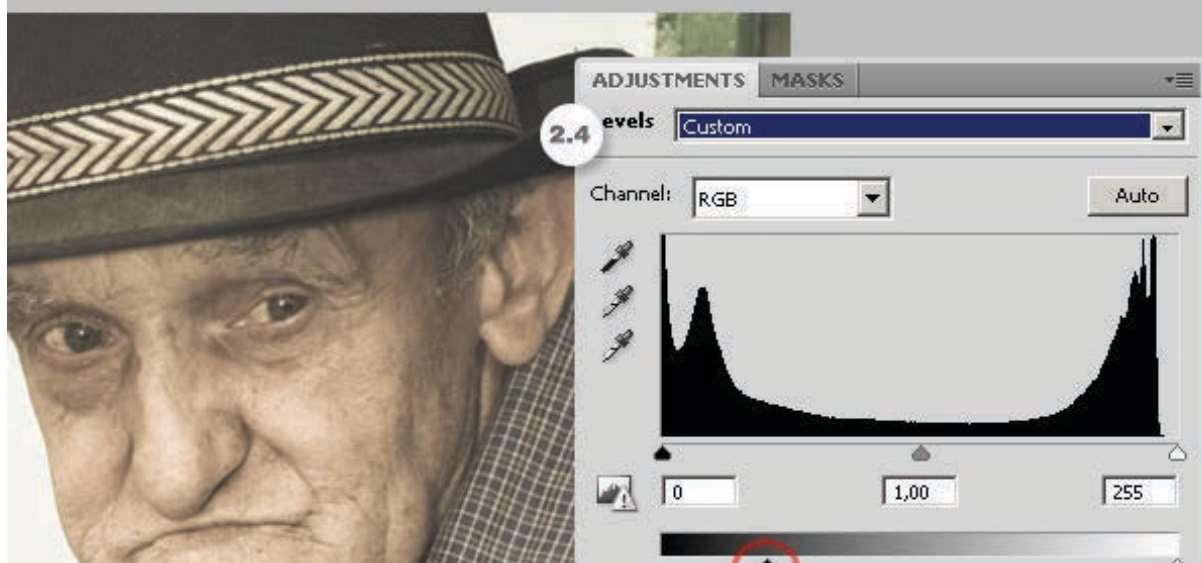 ADJUSTMENTS MASKS
2.4 evels Custom
Channel: RGB Auto
0 1,00 255